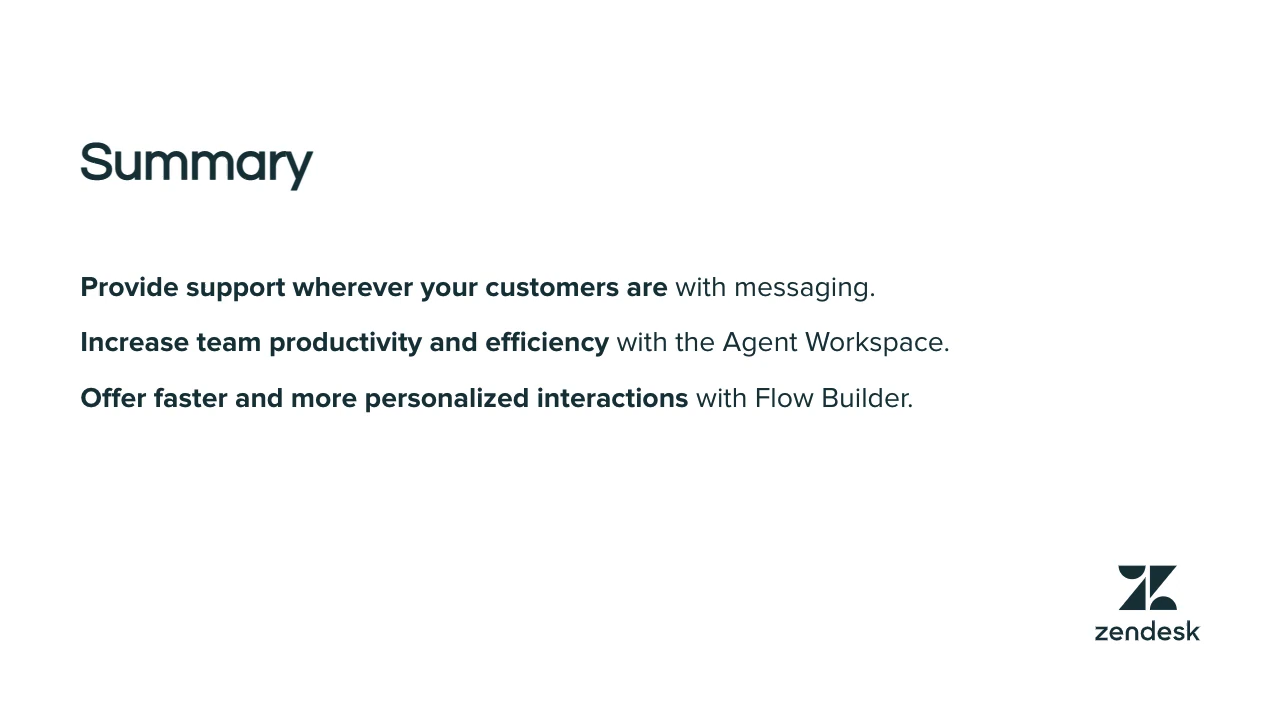 Summary
Provide support wherever your customers are with messaging.
Increase team productivity and efficiency with the Agent Workspace.
Offer faster and more personalized interactions with Flow Builder.
zendesk